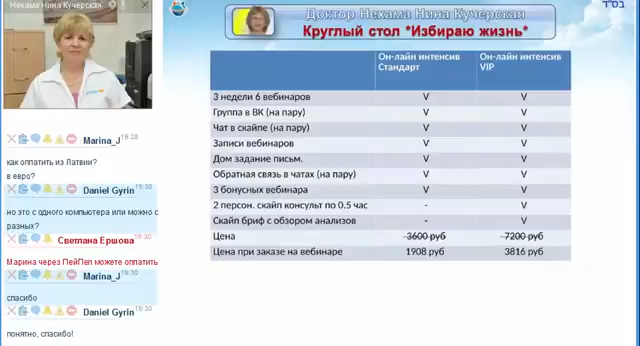 Нехама Нина Кучерская
Marina_J 19:28
как оплатить из Латвии?
в евро?
Daniel Gyrin 19:30
но это с одного компьютера или можно с
разных?
Светлана Ершова 19:30
Марина через ПейПел можете оплатить
Marina_J 19:30
спасибо
Daniel Gyrin 19:30
понятно, спасибо!
בס"ד
Доктор Нехама Нина Кучерская
Круглый стол *Избираю жизнь*
Он-лайн интенсив Стандарт
Он-лайн интенсив VIP
3 недели 6 вебинаров V V
Группа в ВК (на пару) V V
Чат в скайпе (на пару) V V
Записи вебинаров V V
Дом задание письм. V V
Обратная связь в чатах (на пару) V V
3 бонусных вебинара V V
2 персон. скайп консульт по 0.5 час - V
Скайп бриф с обзором анализов - V
Цена 3600 руб 7200 руб
Цена при заказе на вебинаре 1908 руб 3816 руб